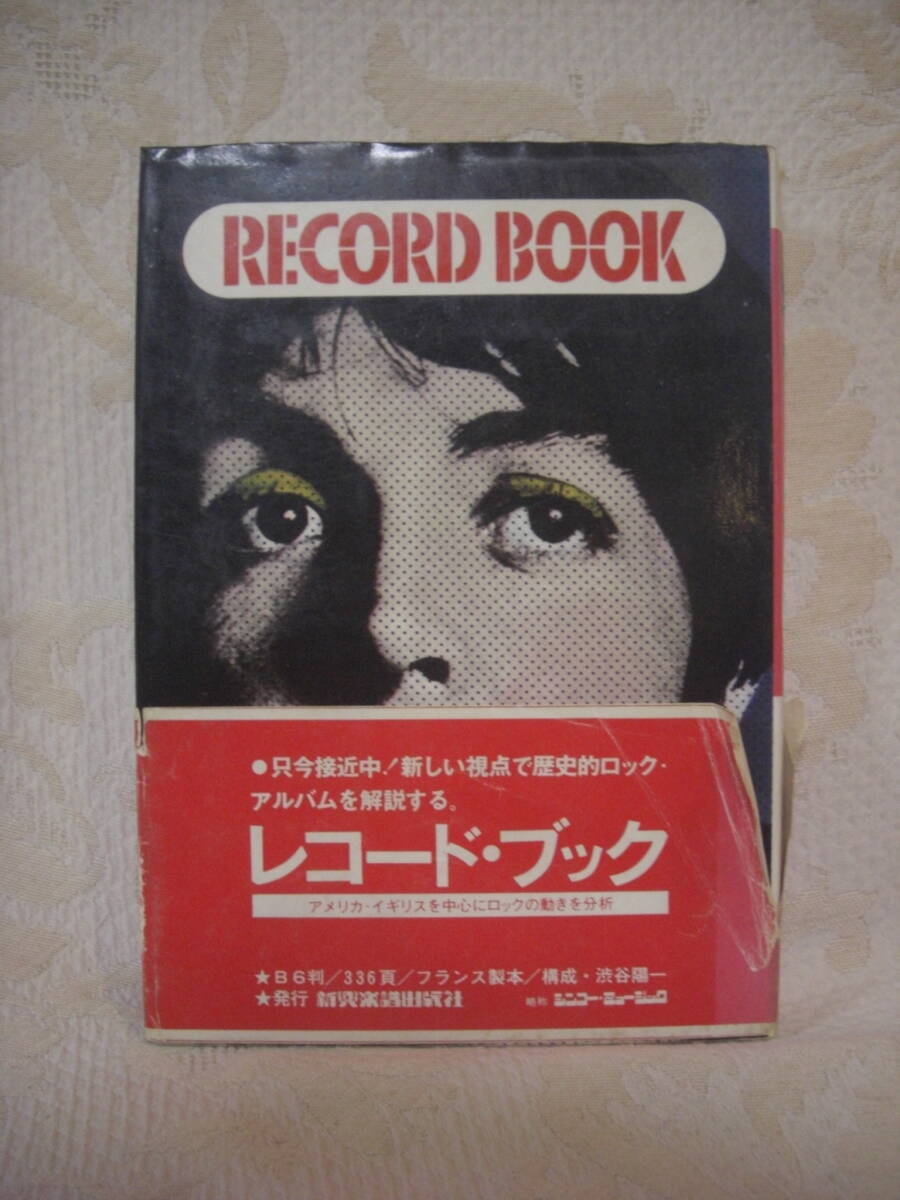 RECORD BOOK
●只今接近中！新しい視点で歴史的ロック・
アルバムを解説する。
レコード・ブック
アメリカ・イギリスを中心にロックの動きを分析
★B6判／336頁／フランス製本／構成・渋谷陽一
★発行 新興楽譜出版社 略称 シンコー・ミュージック